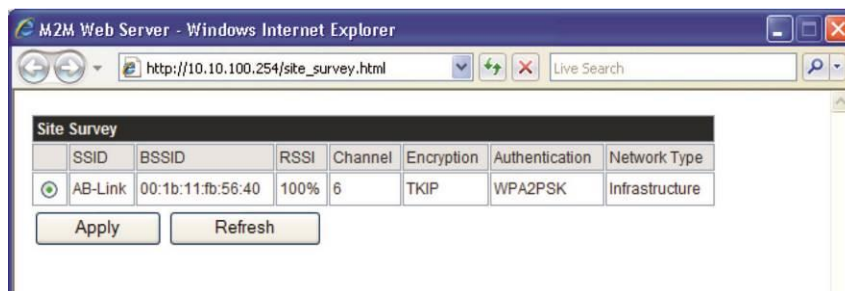 M2M Web Server - Windows Internet Explorer
http://10.10.100.254/site_survey.html Live Search
Site Survey
SSID BSSID RSSI Channel Encryption Authentication Network Type
AB-Link 00:1b:11:fb:56:40 100% 6 TKIP WPA2PSK Infrastructure
Apply Refresh